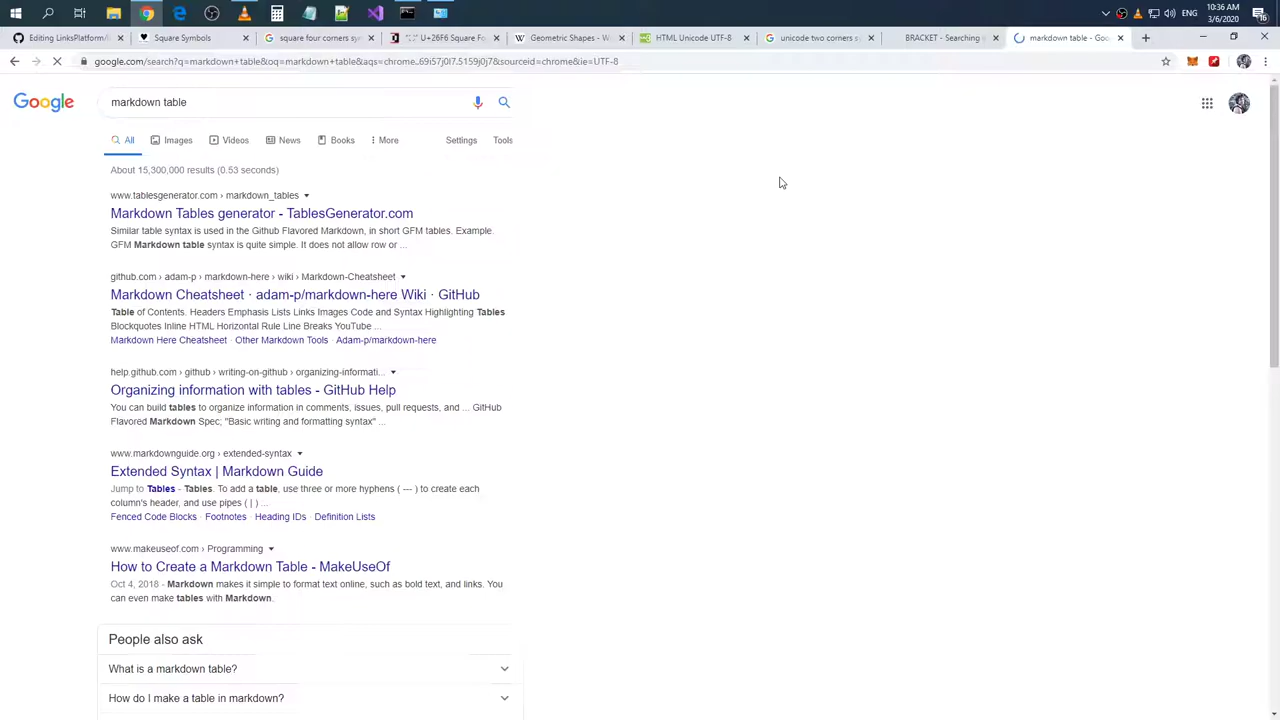 10:36 AM
ENG
3/6/2020
16
Editing LinksPlatform/
Square Symbols
square four corners sy
U+26F6 Square Fo
Geometric Shapes - W
HTML Unicode UTF-8
unicode two corners s
BRACKET - Searching
markdown table - Goo
google.com/search?q=markdown+table&oq=markdown+table&aqs=chrome..69i57j0l7.5159j0j7&sourceid=chrome&ie=UTF-8
Google
markdown table
All
Images
Videos
News
Books
More
Settings
Tools
About 15,300,000 results (0.53 seconds)
www.tablesgenerator.com › markdown_tables
Markdown Tables generator - TablesGenerator.com
Similar table syntax is used in the Github Flavored Markdown, in short GFM tables. Example.
GFM Markdown table syntax is quite simple. It does not allow row or ...
github.com › adam-p › markdown-here › wiki › Markdown-Cheatsheet
Markdown Cheatsheet · adam-p/markdown-here Wiki · GitHub
Table of Contents. Headers Emphasis Lists Links Images Code and Syntax Highlighting Tables
Blockquotes Inline HTML Horizontal Rule Line Breaks YouTube ...
Markdown Here Cheatsheet · Other Markdown Tools · Adam-p/markdown-here
help.github.com › github › writing-on-github › organizing-informati...
Organizing information with tables - GitHub Help
You can build tables to organize information in comments, issues, pull requests, and ... GitHub
Flavored Markdown Spec; "Basic writing and formatting syntax" ...
www.markdownguide.org › extended-syntax
Extended Syntax | Markdown Guide
Jump to Tables - Tables. To add a table, use three or more hyphens ( --- ) to create each
column's header, and use pipes ( | ) ...
Fenced Code Blocks · Footnotes · Heading IDs · Definition Lists
www.makeuseof.com › Programming
How to Create a Markdown Table - MakeUseOf
Oct 4, 2018 - Markdown makes it simple to format text online, such as bold text, and links. You
can even make tables with Markdown.
People also ask
What is a markdown table?
How do I make a table in markdown?